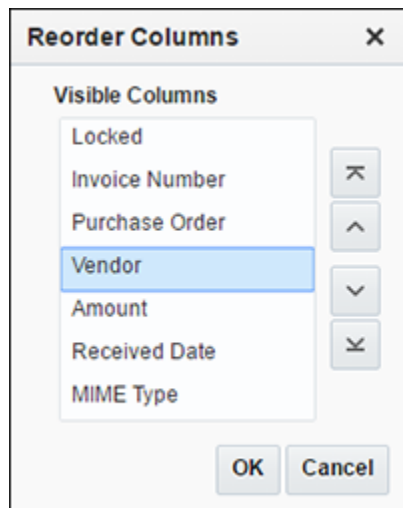 Reorder Columns
Visible Columns
Locked
Invoice Number
Purchase Order
Vendor
Amount
Received Date
MIME Type
OK Cancel